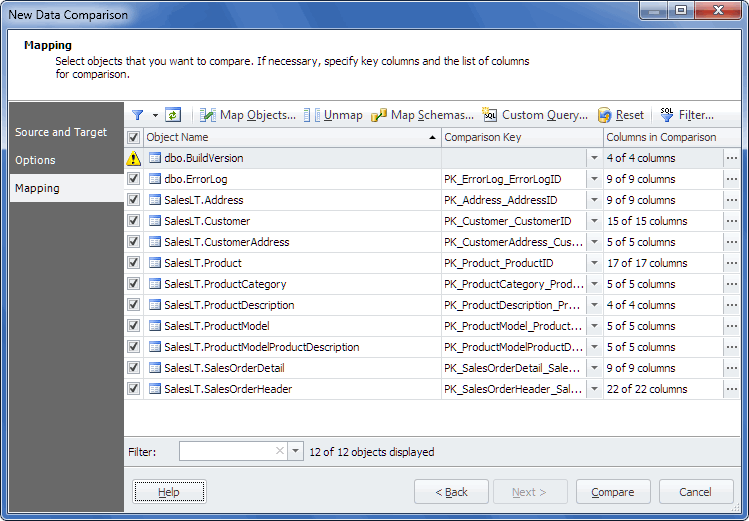 New Data Comparison
Mapping
Select objects that you want to compare. If necessary, specify key columns and the list of columns
for comparison.
Source and Target
Options
Mapping
Map Objects... Unmap Map Schemas... Custom Query... Reset Filter...
Object Name Comparison Key Columns in Comparison
dbo.BuildVersion 4 of 4 columns
dbo.ErrorLog PK_ErrorLog_ErrorLogID 9 of 9 columns
SalesLT.Address PK_Address_AddressID 9 of 9 columns
SalesLT.Customer PK_Customer_CustomerID 15 of 15 columns
SalesLT.CustomerAddress PK_CustomerAddress_Cus... 5 of 5 columns
SalesLT.Product PK_Product_ProductID 17 of 17 columns
SalesLT.ProductCategory PK_ProductCategory_Prod... 5 of 5 columns
SalesLT.ProductDescription PK_ProductDescription_Pr... 4 of 4 columns
SalesLT.ProductModel PK_ProductModel_Product... 5 of 5 columns
SalesLT.ProductModelProductDescription PK_ProductModelProductD... 5 of 5 columns
SalesLT.SalesOrderDetail PK_SalesOrderDetail_Sale... 9 of 9 columns
SalesLT.SalesOrderHeader PK_SalesOrderHeader_Sal... 22 of 22 columns
Filter: 12 of 12 objects displayed
Help < Back Next > Compare Cancel